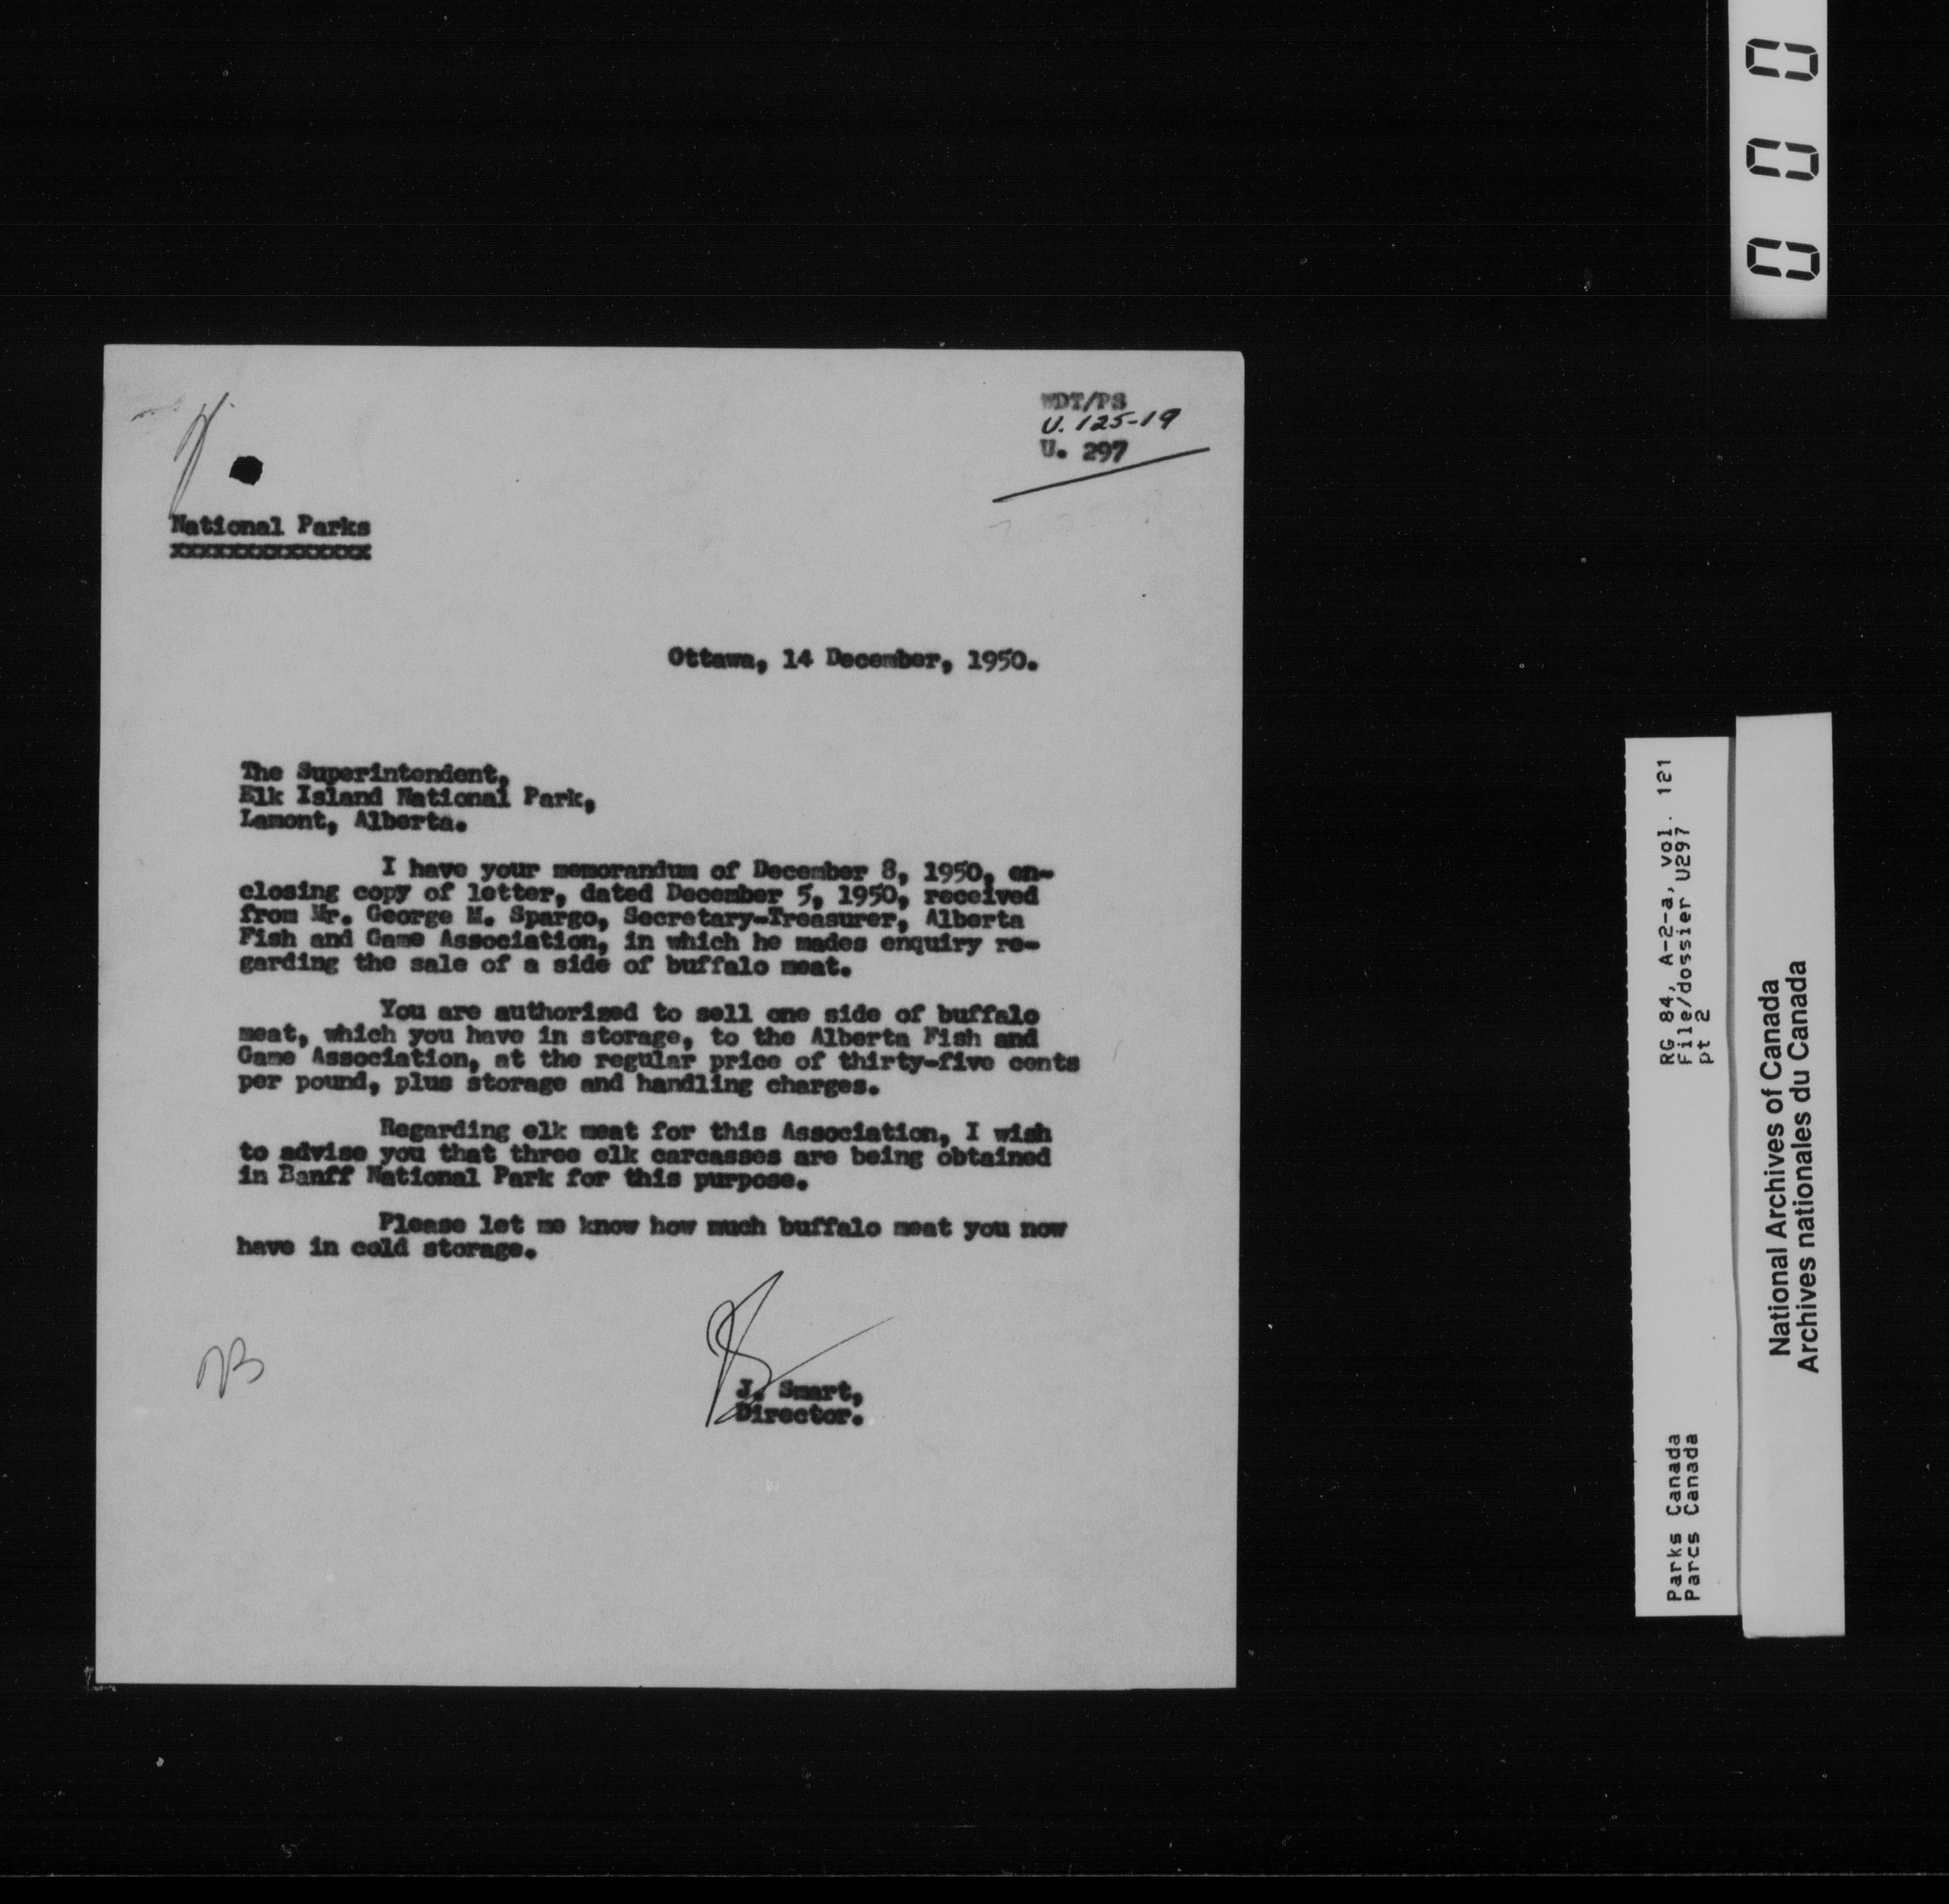 WDT/PS
U. 125-19
U. 297
National Parks
xxxxxxxxxxxxxx
Ottawa, 14 December, 1950.
The Superintendent,
Elk Island National Park,
Lamont, Alberta.
I have your memorandum of December 8, 1950, en-
closing copy of letter, dated December 5, 1950, received
from Mr. George M. Spargo, Secretary-Treasurer, Alberta
Fish and Game Association, in which he mades enquiry re-
garding the sale of a side of buffalo meat.
You are authorized to sell one side of buffalo
meat, which you have in storage, to the Alberta Fish and
Game Association, at the regular price of thirty-five cents
per pound, plus storage and handling charges.
Regarding elk meat for this Association, I wish
to advise you that three elk carcasses are being obtained
in Banff National Park for this purpose.
Please let me know how much buffalo meat you now
have in cold storage.
J. Smart,
Director.
000
RG 84, A-2-a, vol. 121
File/dossier U297
pt 2
Parks Canada
Parcs Canada
National Archives of Canada
Archives nationales du Canada